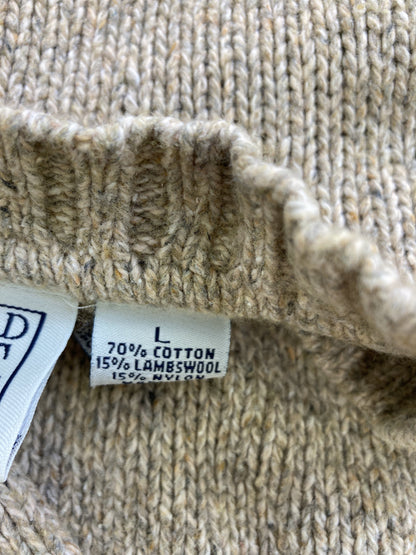 L
70% COTTON
15% LAMBSWOOL
15% NYLON